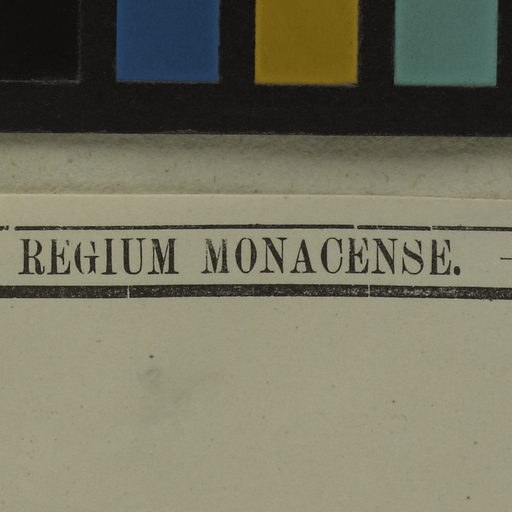 REGIUM MONACENSE. —